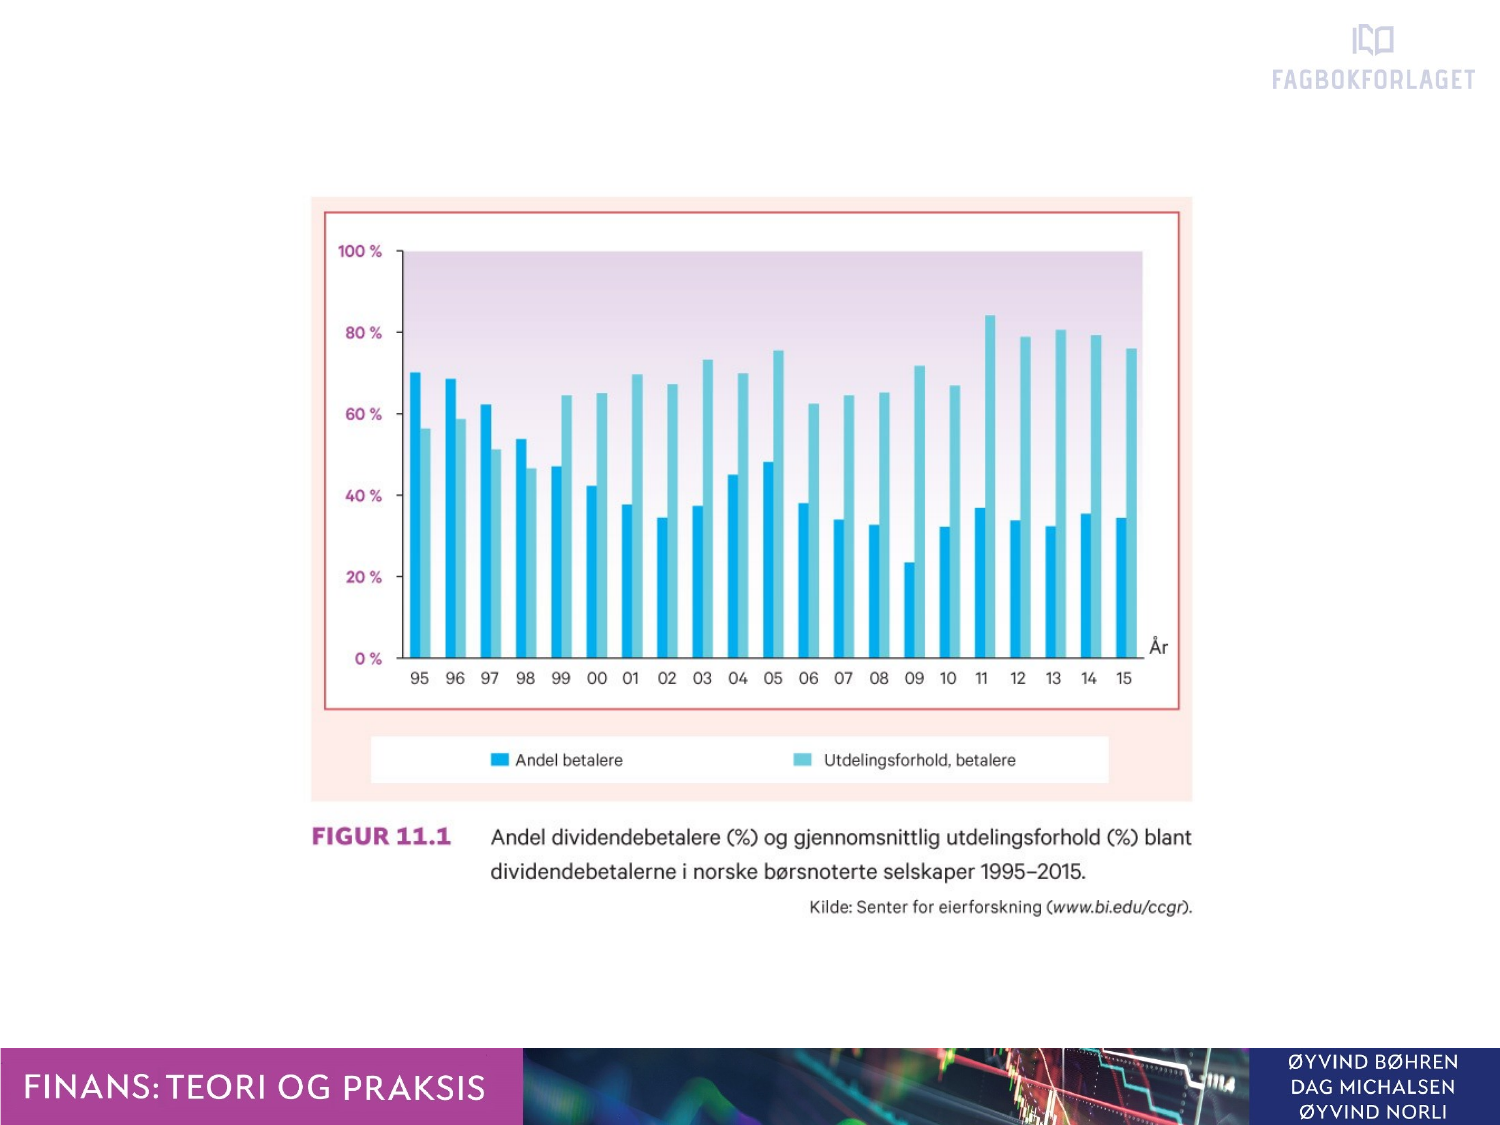 FAGBOKFORLAGET
100 %
80 %
60 %
40 %
20 %
0 %
År
95 96 97 98 99 00 01 02 03 04 05 06 07 08 09 10 11 12 13 14 15
Andel betalere Utdelingsforhold, betalere
FIGUR 11.1 Andel dividendebetalere (%) og gjennomsnittlig utdelingsforhold (%) blant
dividendebetalerne i norske børsnoterte selskaper 1995–2015.
Kilde: Senter for eierforskning (www.bi.edu/ccgr).
FINANS: TEORI OG PRAKSIS
ØYVIND BØHREN
DAG MICHALSEN
ØYVIND NORLI